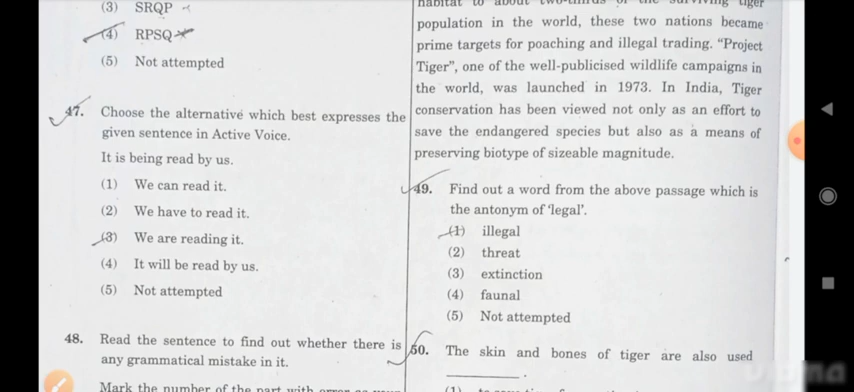 (3) SRQP
(4) RPSQ
(5) Not attempted
47. Choose the alternative which best expresses the
given sentence in Active Voice.
It is being read by us.
(1) We can read it.
(2) We have to read it.
(3) We are reading it.
(4) It will be read by us.
(5) Not attempted
48. Read the sentence to find out whether there is
any grammatical mistake in it.
Mark the number of the part with
habitat to about two-thirds of the surviving tiger
population in the world, these two nations became
prime targets for poaching and illegal trading. “Project
Tiger”, one of the well-publicised wildlife campaigns in
the world, was launched in 1973. In India, Tiger
conservation has been viewed not only as an effort to
save the endangered species but also as a means of
preserving biotype of sizeable magnitude.
49. Find out a word from the above passage which is
the antonym of ‘legal’.
(1) illegal
(2) threat
(3) extinction
(4) faunal
(5) Not attempted
50. The skin and bones of tiger are also used
________ .
(1)